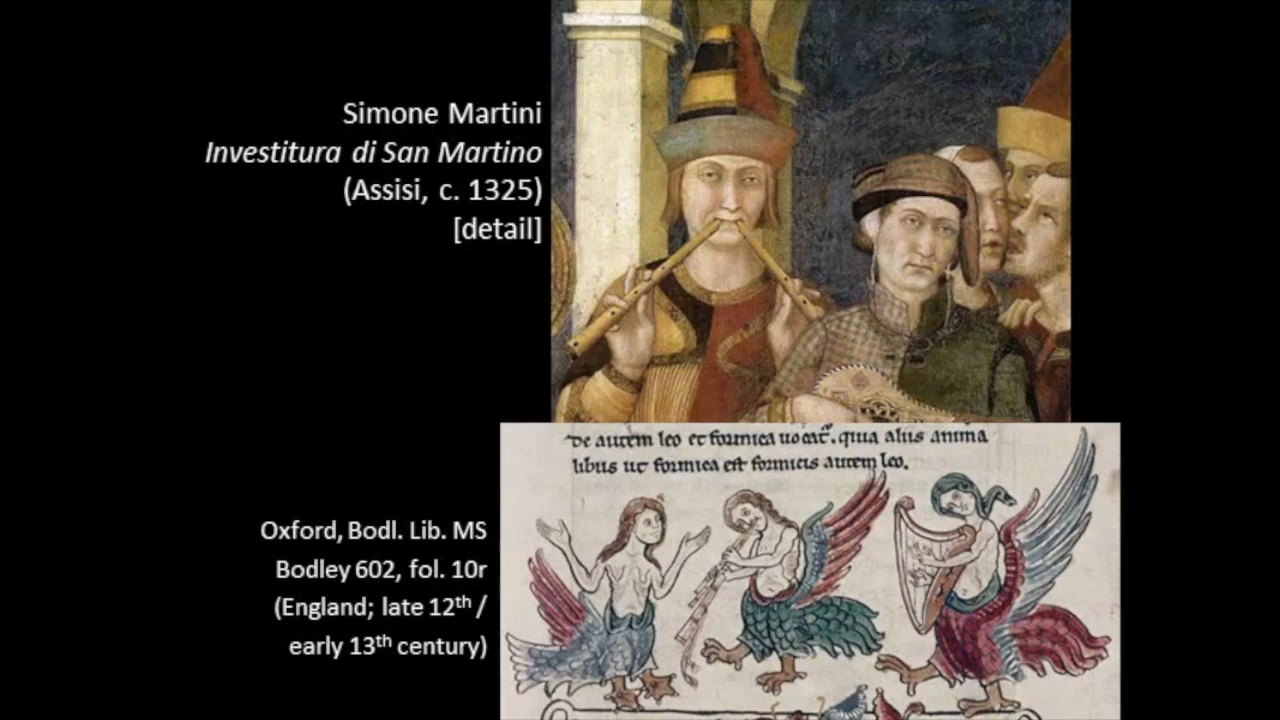 Simone Martini
Investitura di San Martino
(Assisi, c. 1325)
[detail]
de autem leo et formica uocat᷑. quia aliis anima
libus ut formica est formicis autem leo.
Oxford, Bodl. Lib. MS
Bodley 602, fol. 10r
(England; late 12th /
early 13th century)